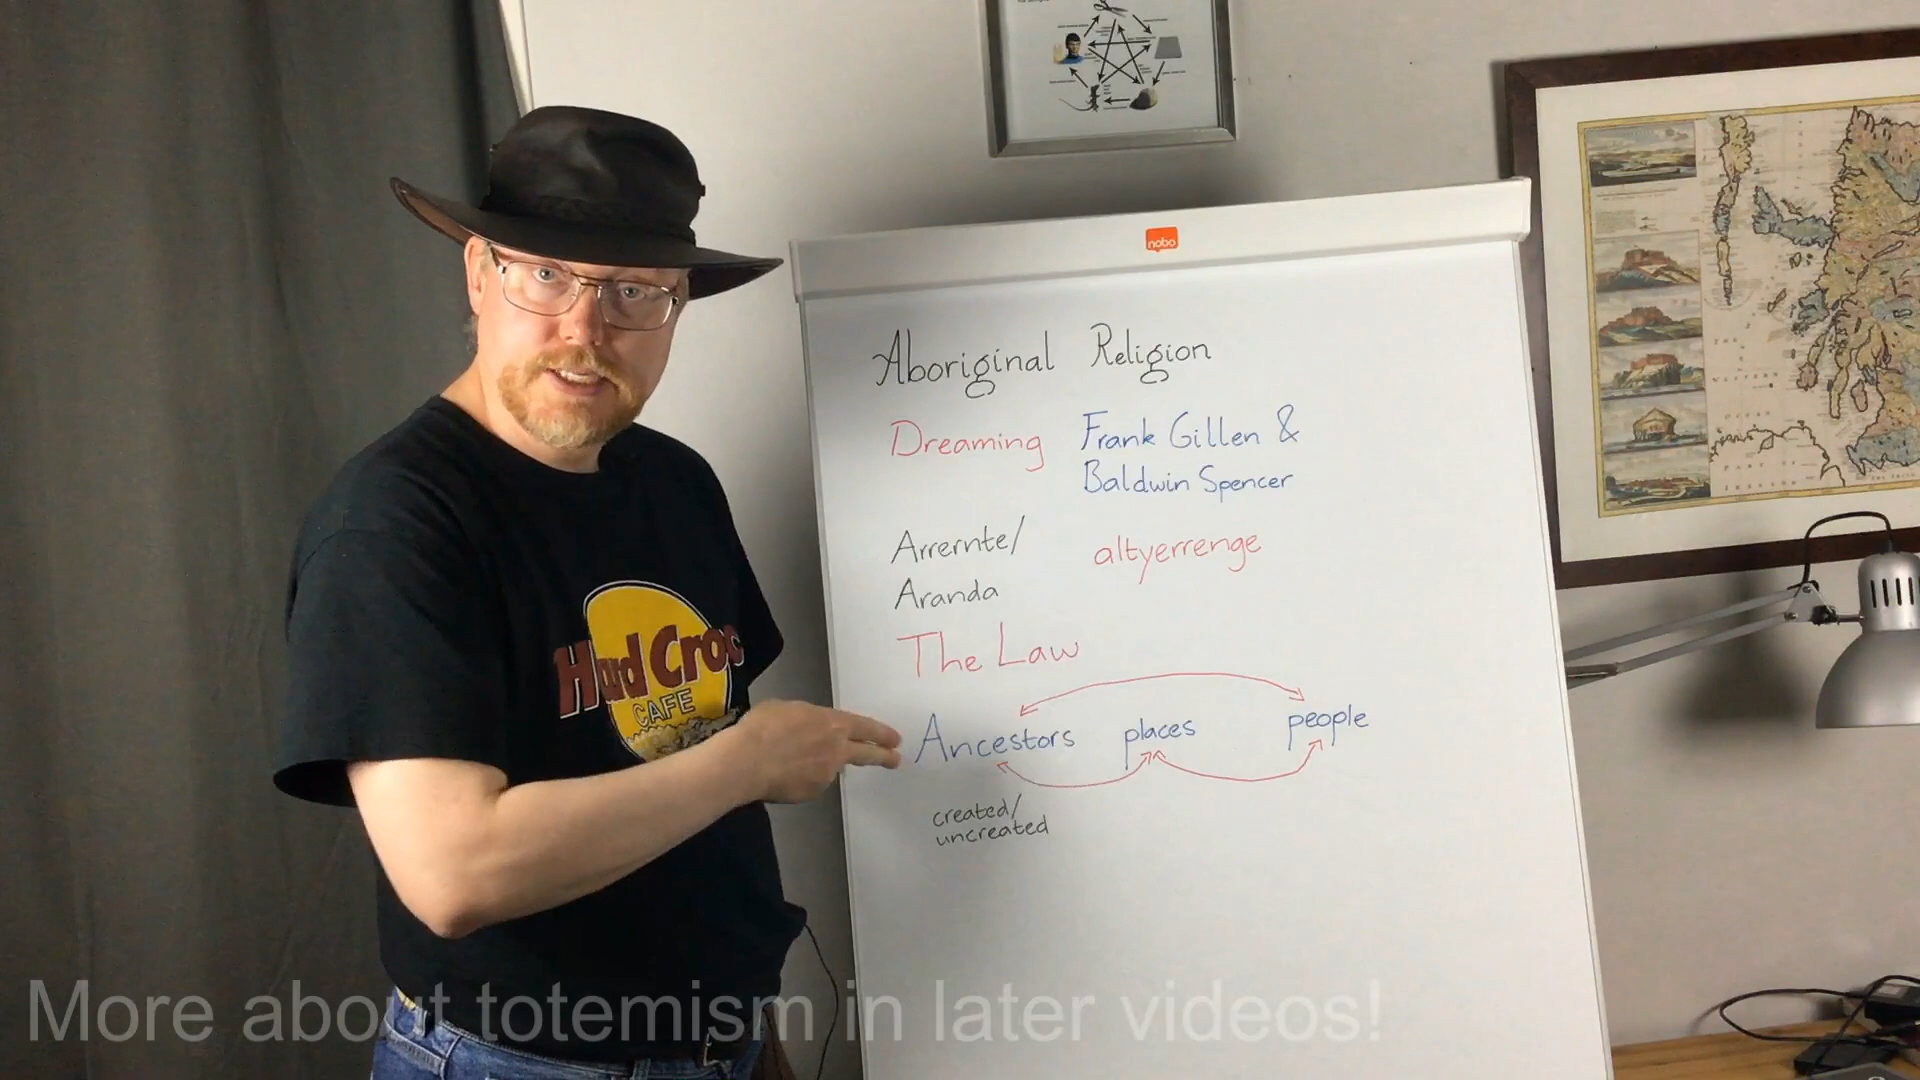 nobo
Aboriginal Religion
Dreaming Frank Gillen &
Baldwin Spencer
Arrernte/ altyerrenge
Aranda
The Law
Ancestors places people
created/
uncreated
Hard Croc
CAFE
More about totemism in later videos!